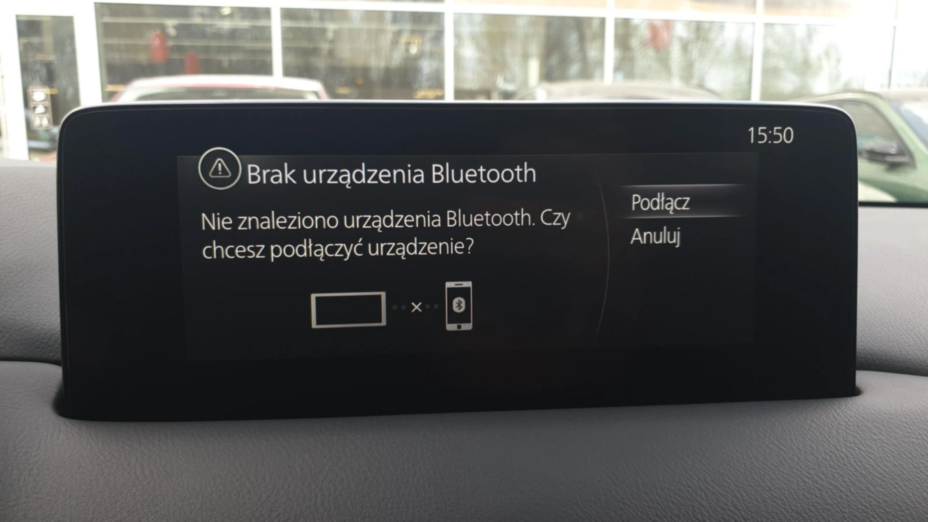 15:50
Brak urządzenia Bluetooth
Nie znaleziono urządzenia Bluetooth. Czy
chcesz podłączyć urządzenie?
Podłącz
Anuluj